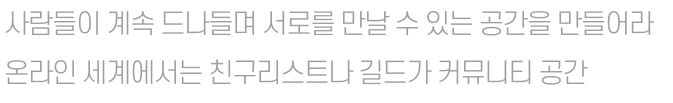 사람들이 계속 드나들며 서로를 만날 수 있는 공간을 만들어라
온라인 세계에서는 친구리스트나 길드가 커뮤니티 공간